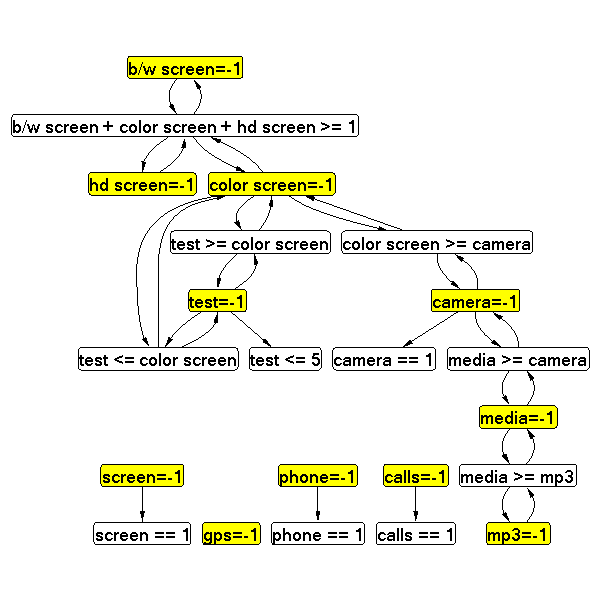 b/w screen=-1
b/w screen + color screen + hd screen >= 1
hd screen=-1
color screen=-1
test >= color screen
color screen >= camera
test=-1
camera=-1
test <= color screen
test <= 5
camera == 1
media >= camera
media=-1
screen=-1
phone=-1
calls=-1
media >= mp3
screen == 1
gps=-1
phone == 1
calls == 1
mp3=-1